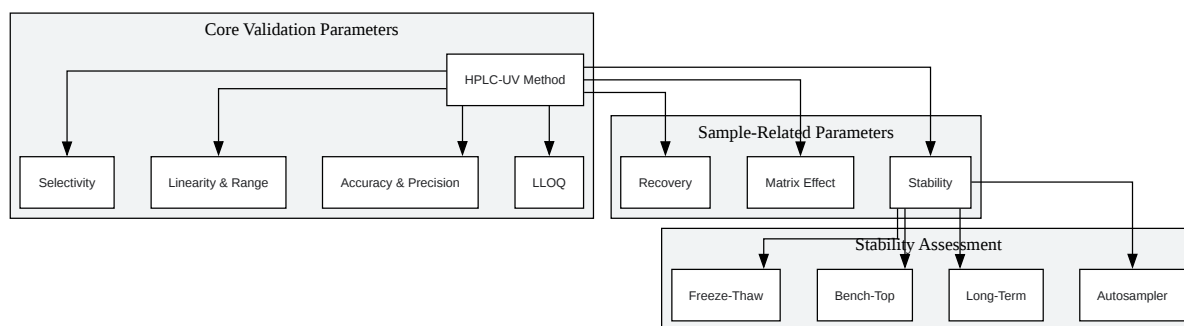 Core Validation Parameters
HPLC-UV Method
Selectivity
Linearity & Range
Accuracy & Precision
LLOQ
Sample-Related Parameters
Recovery
Matrix Effect
Stability
Stability Assessment
Freeze-Thaw
Bench-Top
Long-Term
Autosampler